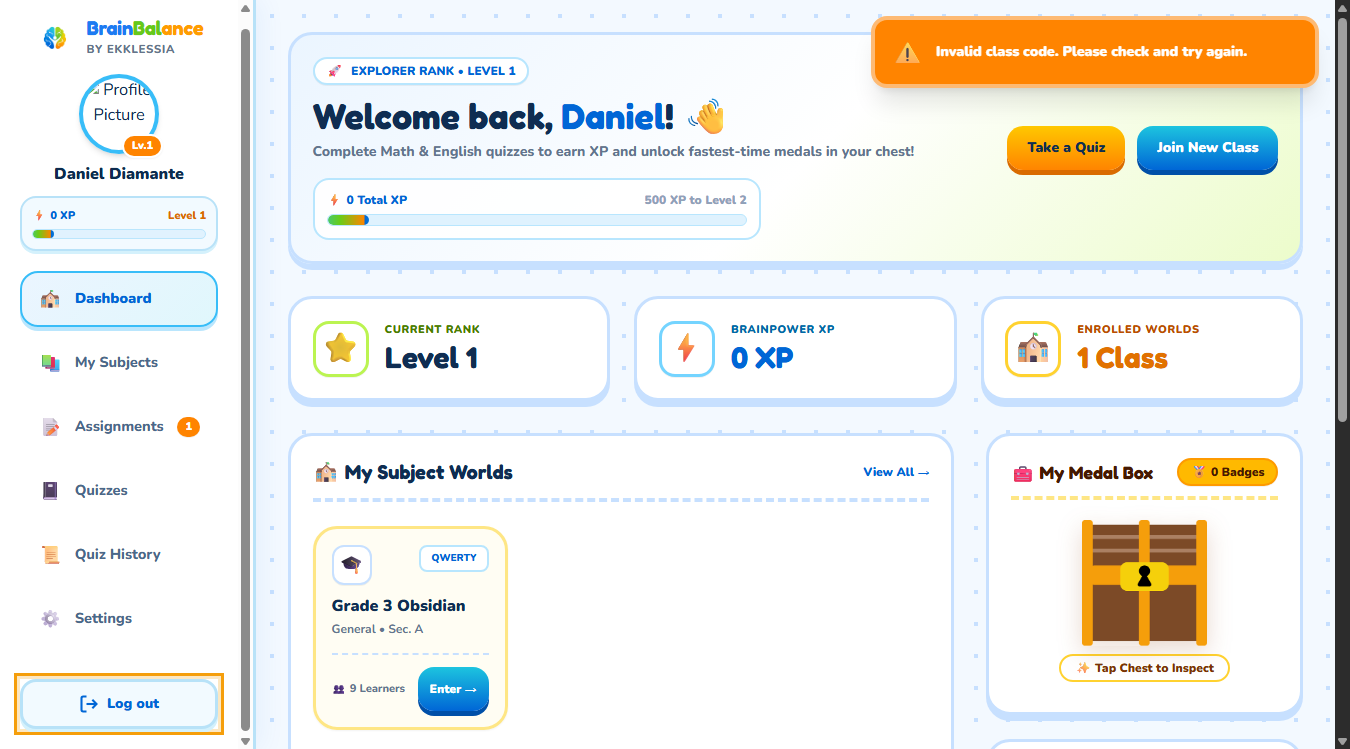 BrainBalance
BY EKKLESSIA
Profile
Picture
Lv.1
Daniel Diamante
0 XP
Level 1
Dashboard
My Subjects
Assignments 1
Quizzes
Quiz History
Settings
Log out
Invalid class code. Please check and try again.
EXPLORER RANK • LEVEL 1
Welcome back, Daniel!
Complete Math & English quizzes to earn XP and unlock fastest-time medals in your chest!
0 Total XP
500 XP to Level 2
Take a Quiz
Join New Class
CURRENT RANK
Level 1
BRAINPOWER XP
0 XP
ENROLLED WORLDS
1 Class
My Subject Worlds
View All →
QWERTY
Grade 3 Obsidian
General • Sec. A
9 Learners
Enter →
My Medal Box
0 Badges
Tap Chest to Inspect